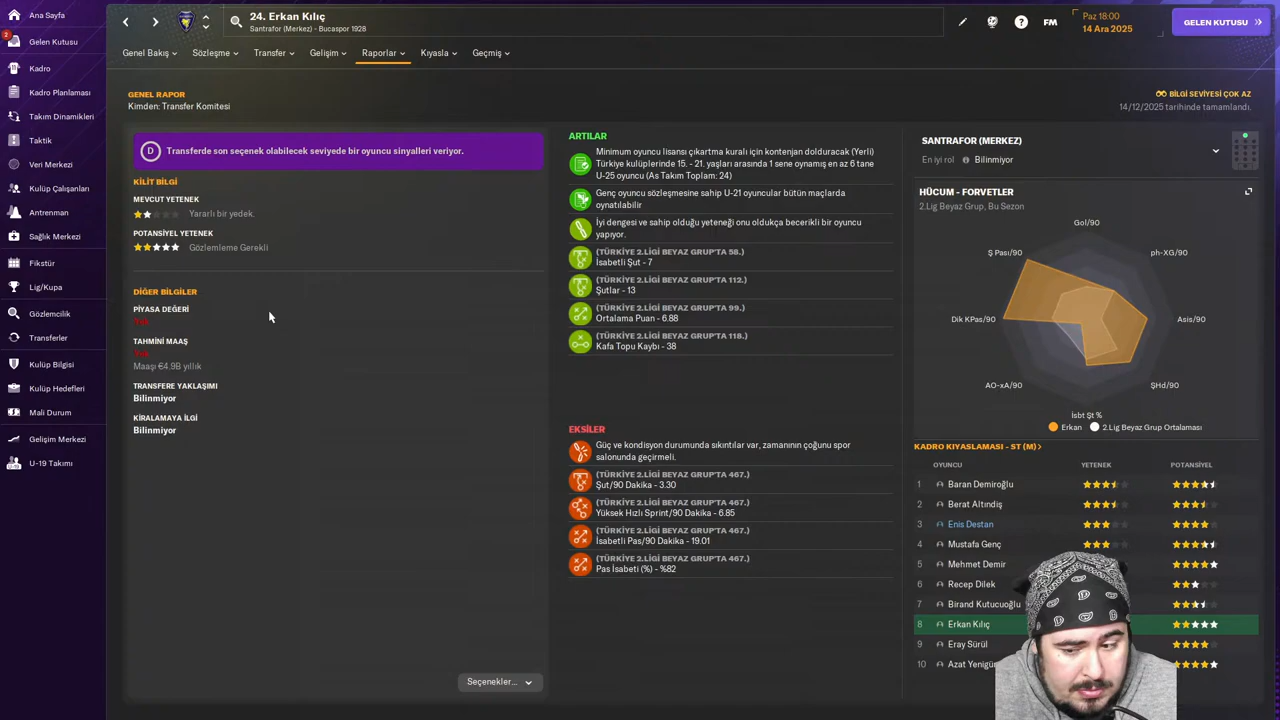 Ana Sayfa
2
Gelen Kutusu
Kadro
Kadro Planlaması
Takım Dinamikleri
Taktik
Veri Merkezi
Kulüp Çalışanları
Antrenman
Sağlık Merkezi
Fikstür
Lig/Kupa
Gözlemcilik
Transferler
Kulüp Bilgisi
Kulüp Hedefleri
Mali Durum
Gelişim Merkezi
U-19 Takımı
24. Erkan Kılıç
Santrafor (Merkez) - Bucaspor 1928
FM
Paz 18:00
14 Ara 2025
GELEN KUTUSU
Genel Bakış
Sözleşme
Transfer
Gelişim
Raporlar
Kıyasla
Geçmiş
GENEL RAPOR
Kimden: Transfer Komitesi
BİLGİ SEVİYESİ ÇOK AZ
14/12/2025 tarihinde tamamlandı.
D
Transferde son seçenek olabilecek seviyede bir oyuncu sinyalleri veriyor.
KİLİT BİLGİ
MEVCUT YETENEK
Yararlı bir yedek.
POTANSİYEL YETENEK
Gözlemleme Gerekli
DİĞER BİLGİLER
PİYASA DEĞERİ
Yok
TAHMİNİ MAAŞ
Yok
Maaşı €4.9B yıllık
TRANSFERE YAKLAŞIMI
Bilinmiyor
KİRALAMAYA İLGİ
Bilinmiyor
Seçenekler...
ARTILAR
Minimum oyuncu lisansı çıkartma kuralı için kontenjan dolduracak (Yerli)
Türkiye kulüplerinde 15. - 21. yaşları arasında 1 sene oynamış en az 6 tane
U-25 oyuncu (As Takım Toplam: 24)
Genç oyuncu sözleşmesine sahip U-21 oyuncular bütün maçlarda
oynatılabilir
İyi dengesi ve sahip olduğu yeteneği onu oldukça becerikli bir oyuncu
yapıyor.
(TÜRKİYE 2.LİGİ BEYAZ GRUP'TA 58.)
İsabetli Şut - 7
(TÜRKİYE 2.LİGİ BEYAZ GRUP'TA 112.)
Şutlar - 13
(TÜRKİYE 2.LİGİ BEYAZ GRUP'TA 99.)
Ortalama Puan - 6.88
(TÜRKİYE 2.LİGİ BEYAZ GRUP'TA 118.)
Kafa Topu Kaybı - 38
EKSİLER
Güç ve kondisyon durumunda sıkıntılar var, zamanının çoğunu spor
salonunda geçirmeli.
(TÜRKİYE 2.LİGİ BEYAZ GRUP'TA 467.)
Şut/90 Dakika - 3.30
(TÜRKİYE 2.LİGİ BEYAZ GRUP'TA 467.)
Yüksek Hızlı Sprint/90 Dakika - 6.85
(TÜRKİYE 2.LİGİ BEYAZ GRUP'TA 467.)
İsabetli Pas/90 Dakika - 19.01
(TÜRKİYE 2.LİGİ BEYAZ GRUP'TA 467.)
Pas İsabeti (%) - %82
SANTRAFOR (MERKEZ)
En iyi rol Bilinmiyor
HÜCUM - FORVETLER
2.Lig Beyaz Grup, Bu Sezon
Gol/90
Ş Pası/90
ph-XG/90
Dik KPas/90
Asis/90
AO-xA/90
ŞHd/90
İsbt Şt %
Erkan
2.Lig Beyaz Grup Ortalaması
KADRO KIYASLAMASI - ST (M)
OYUNCU YETENEK POTANSİYEL
1 Baran Demiroğlu
2 Berat Altındiş
3 Enis Destan
4 Mustafa Genç
5 Mehmet Demir
6 Recep Dilek
7 Birand Kutucuoğlu
8 Erkan Kılıç
9 Eray Sürül
10 Azat